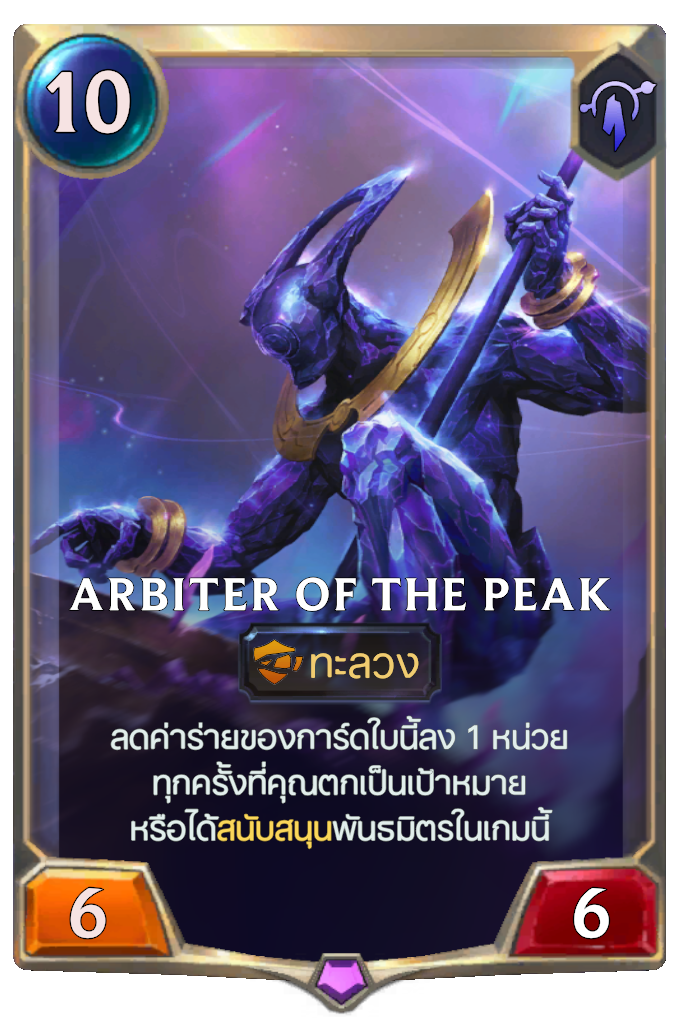 10
ARBITER OF THE PEAK
ทะลวง
ลดค่าร่ายของการ์ดใบนี้ลง 1 หน่วย
ทุกครั้งที่คุณตกเป็นเป้าหมาย
หรือได้สนับสนุนพันธมิตรในเกมนี้
6 6